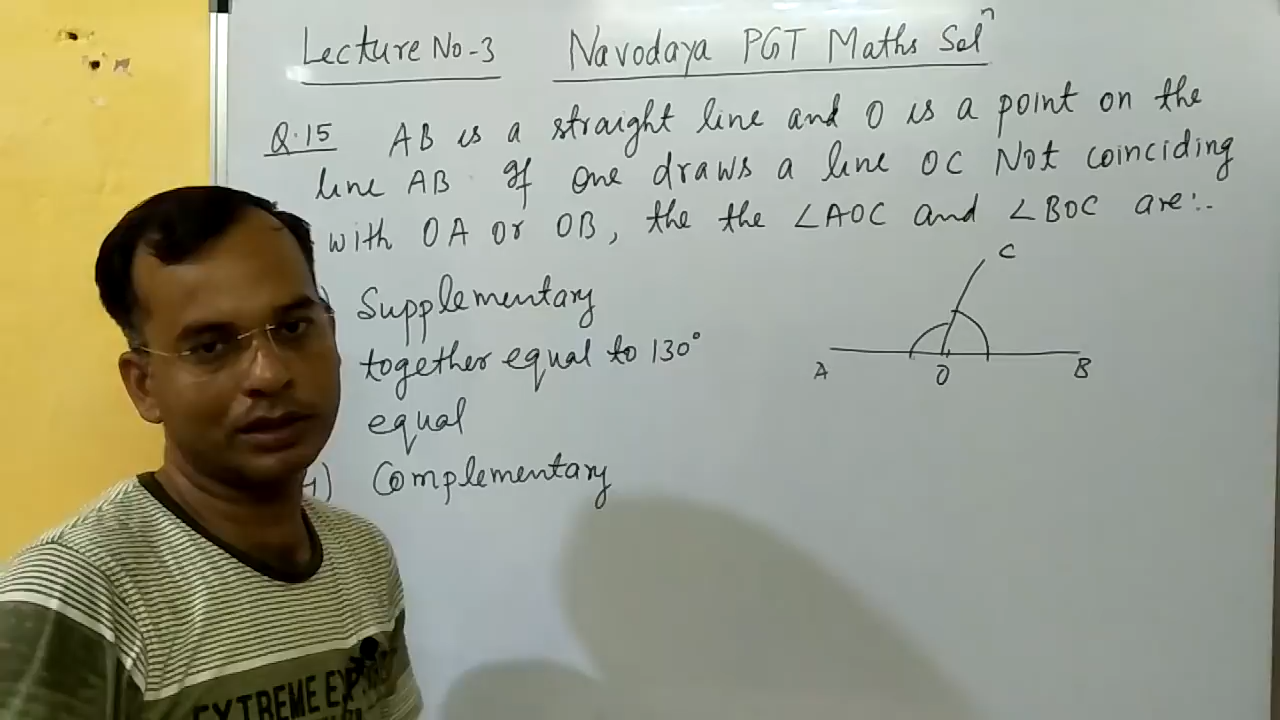 Lecture No-3 Navodaya PGT Maths Solⁿ
Q.15 AB is a straight line and O is a point on the
line AB If one draws a line OC Not coinciding
with OA or OB, the the ∠AOC and ∠BOC are:-
) Supplementary
together equal to 130°
equal
4) Complementary
C
A O B
EXTREME